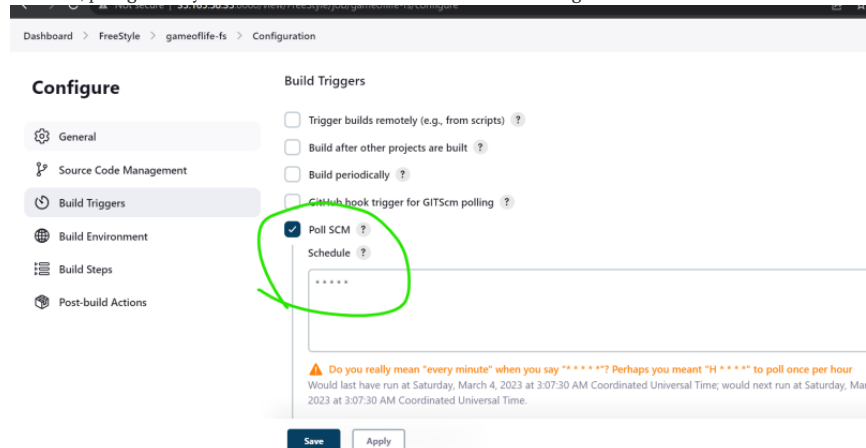 Not secure
Dashboard > FreeStyle > gameoflife-fs > Configuration
Configure
General
Source Code Management
Build Triggers
Build Environment
Build Steps
Post-build Actions
Build Triggers
Trigger builds remotely (e.g., from scripts) ?
Build after other projects are built ?
Build periodically ?
GitHub hook trigger for GITScm polling ?
Poll SCM ?
Schedule ?
* * * * *
Do you really mean "every minute" when you say "* * * * *"? Perhaps you meant "H * * * *" to poll once per hour
Would last have run at Saturday, March 4, 2023 at 3:07:30 AM Coordinated Universal Time; would next run at Saturday,
2023 at 3:07:30 AM Coordinated Universal Time.
Save Apply